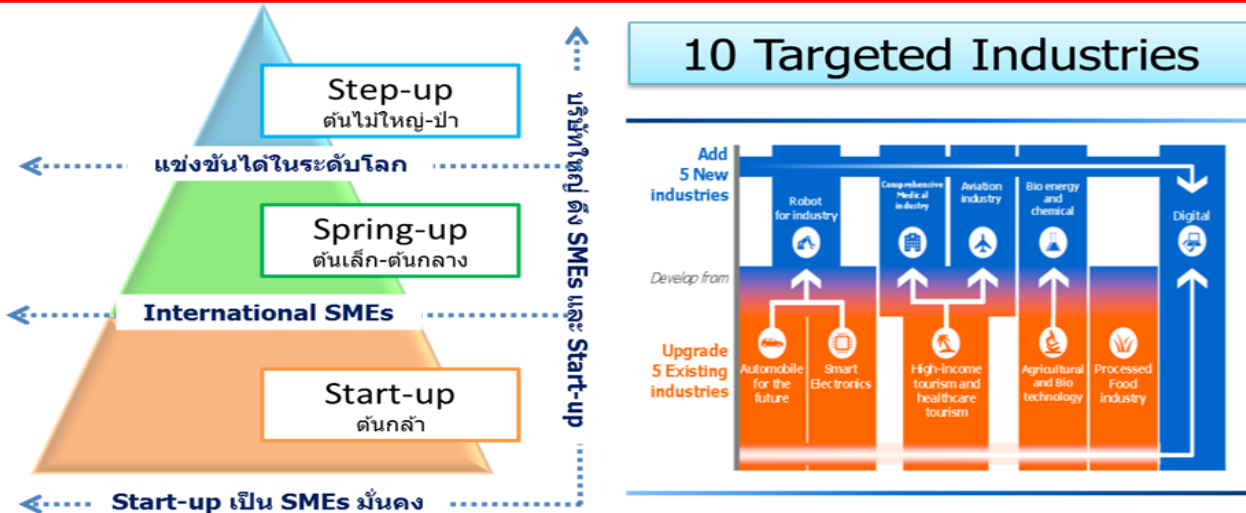 Step-up
ต้นไม้ใหญ่-ป่า
แข่งขันได้ในระดับโลก
Spring-up
ต้นเล็ก-ต้นกลาง
International SMEs
Start-up
ต้นกล้า
Start-up เป็น SMEs มั่นคง
บริษัทใหญ่ ดึง SMEs และ Start-up
10 Targeted Industries
Add
5 New
industries
Robot
for industry
Comprehensive
Medical
industry
Aviation
industry
Bio energy
and
chemical
Digital
Develop from
Upgrade
5 Existing
industries
Automobile
for the
future
Smart
Electronics
High-income
tourism and
healthcare
tourism
Agricultural
and Bio
technology
Processed
Food
industry